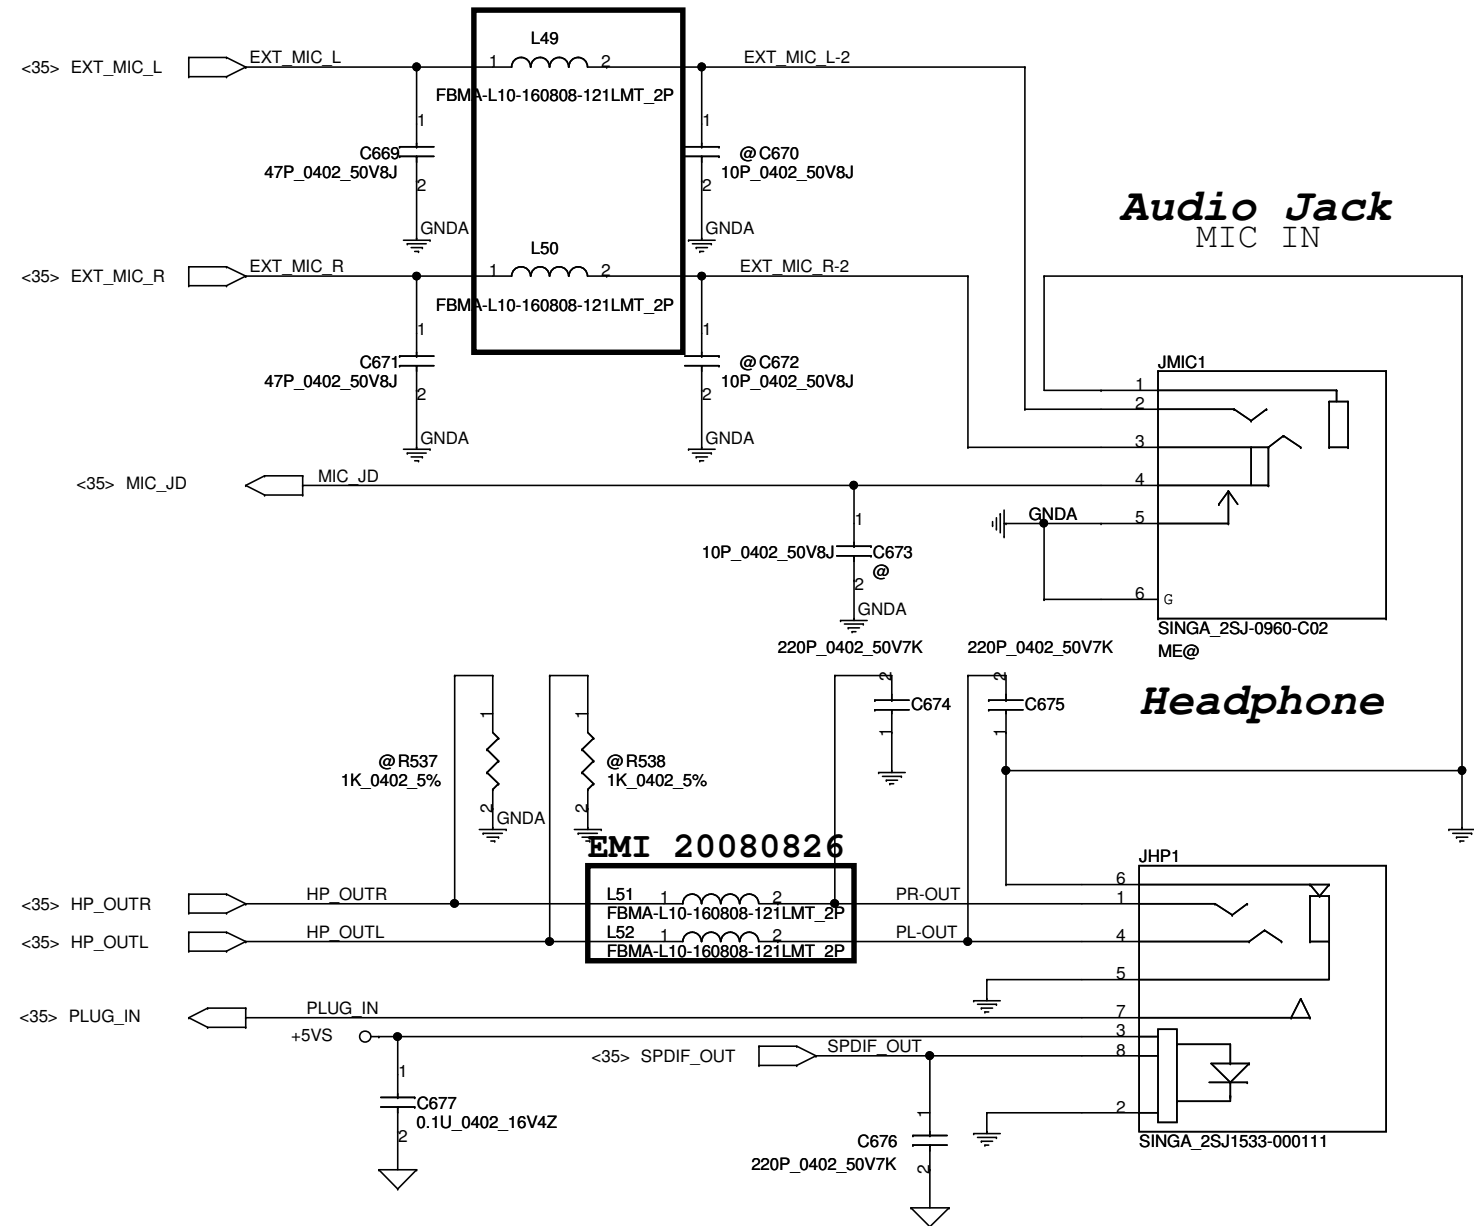 L49
<35> EXT_MIC_L EXT_MIC_L 1 2 EXT_MIC_L-2
FBMA-L10-160808-121LMT_2P
1 1
C669 @ C670
47P_0402_50V8J 10P_0402_50V8J
2 2
GNDA GNDA
Audio Jack
MIC IN
L50
<35> EXT_MIC_R EXT_MIC_R 1 2 EXT_MIC_R-2
FBMA-L10-160808-121LMT_2P
1 1
C671 @ C672
47P_0402_50V8J 10P_0402_50V8J
2 2
GNDA GNDA
JMIC1
1
2
3
<35> MIC_JD MIC_JD 4
GNDA 5
1
10P_0402_50V8J C673
@
2
GNDA
6 G
SINGA_2SJ-0960-C02
ME@
220P_0402_50V7K 220P_0402_50V7K
2 2
C674 C675
1 1
Headphone
1 1
@ R537 @ R538
1K_0402_5% 1K_0402_5%
2 2
GNDA
EMI 20080826
JHP1
6
<35> HP_OUTR HP_OUTR L51 1 2 PR-OUT 1
FBMA-L10-160808-121LMT_2P
<35> HP_OUTL HP_OUTL L52 1 2 PL-OUT 4
FBMA-L10-160808-121LMT_2P
5
<35> PLUG_IN PLUG_IN 7
+5VS 3
<35> SPDIF_OUT SPDIF_OUT 8
1
C677
0.1U_0402_16V4Z
2
2
1
C676
220P_0402_50V7K
2
SINGA_2SJ1533-000111